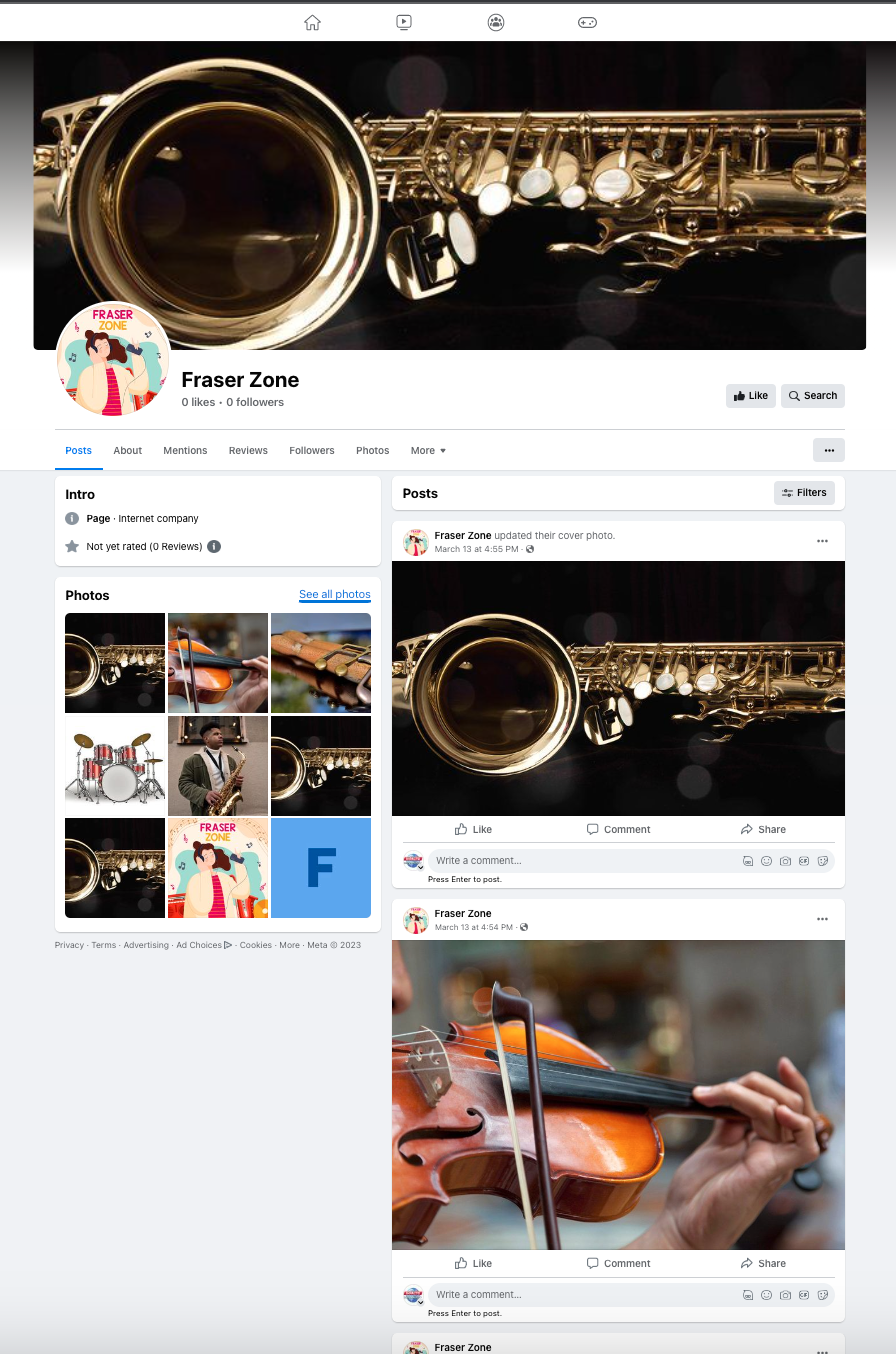 FRASER
ZONE
Fraser Zone
0 likes • 0 followers
Like
Search
Posts
About
Mentions
Reviews
Followers
Photos
More
Intro
Page · Internet company
Not yet rated (0 Reviews)
Photos
See all photos
FRASER
ZONE
F
Privacy · Terms · Advertising · Ad Choices · Cookies · More · Meta © 2023
Posts
Filters
Fraser Zone updated their cover photo.
March 13 at 4:55 PM ·
Like
Comment
Share
Write a comment…
GIF
Press Enter to post.
Fraser Zone
March 13 at 4:54 PM ·
Like
Comment
Share
Write a comment…
GIF
Press Enter to post.
Fraser Zone